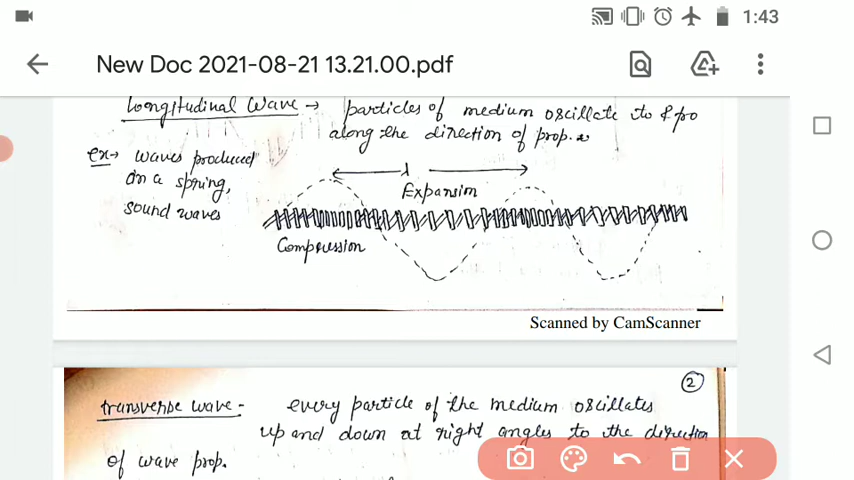 1:43
New Doc 2021-08-21 13.21.00.pdf
Longitudinal Wave → particles of medium oscillate to & fro
along the direction of prop.
ex→ waves produced
on a spring,
sound waves
λ
Expansion
Compression
Scanned by CamScanner
2
transverse wave - every particle of the medium oscillates
up and down at right angles to the direction
of wave prop.